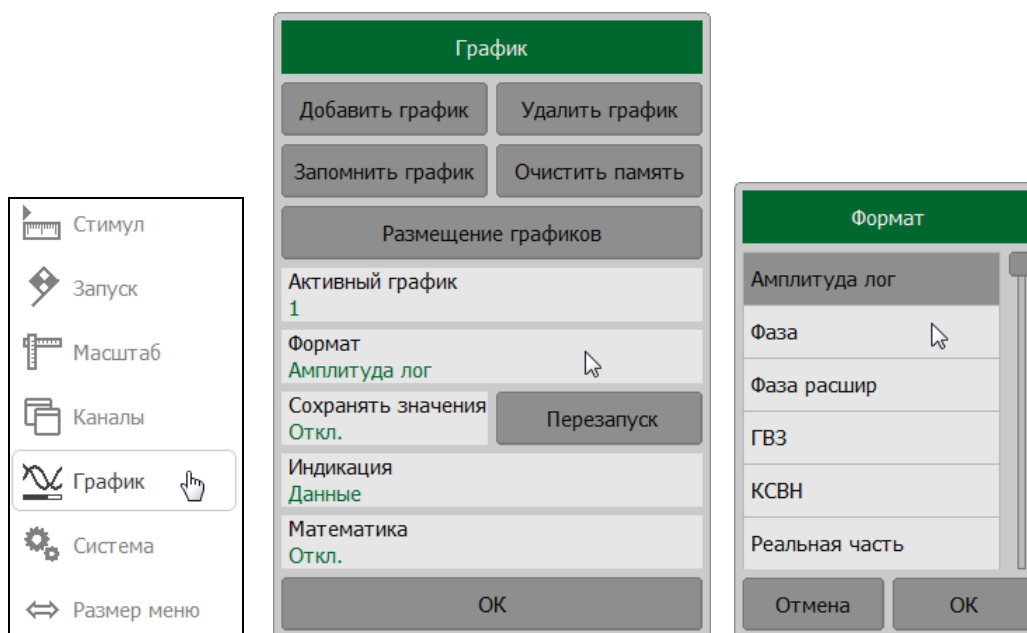 Стимул
Запуск
Масштаб
Каналы
График
Система
Размер меню
График
Добавить график
Удалить график
Запомнить график
Очистить память
Размещение графиков
Активный график
1
Формат
Амплитуда лог
Сохранять значения
Откл.
Перезапуск
Индикация
Данные
Математика
Откл.
ОК
Формат
Амплитуда лог
Фаза
Фаза расшир
ГВЗ
КСВН
Реальная часть
Отмена
ОК